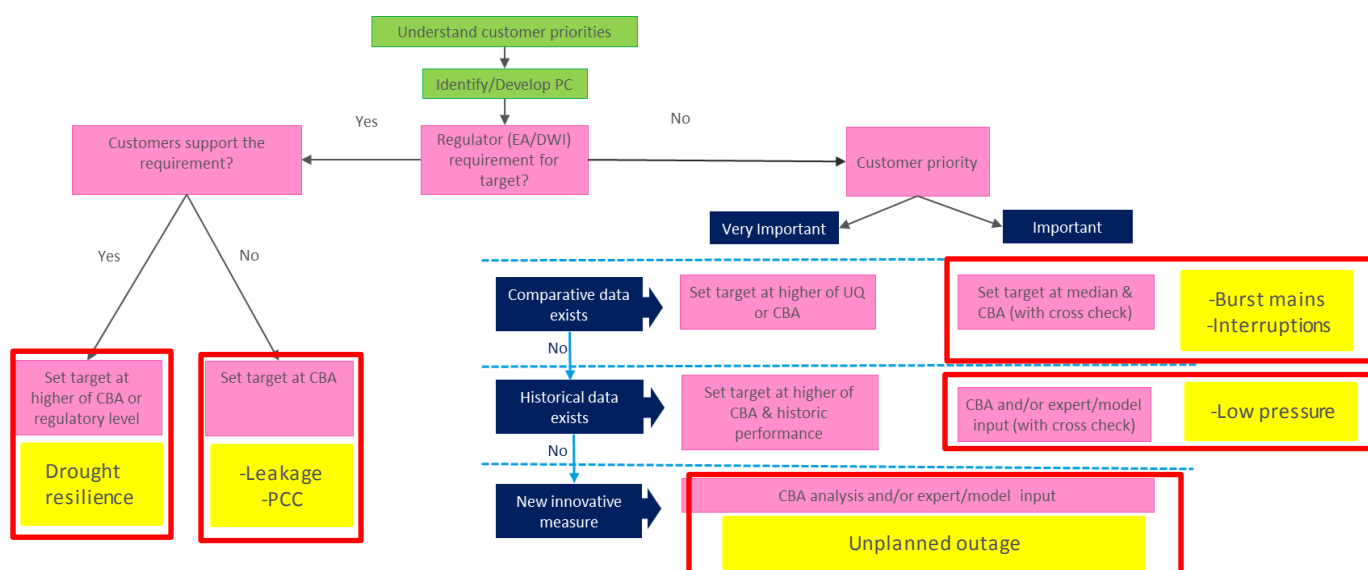 Understand customer priorities
Identify/Develop PC
Yes
No
Customers support the
requirement?
Regulator (EA/DWI)
requirement for
target?
Customer priority
Very Important
Important
Yes
No
Comparative data
exists
Set target at higher of UQ
or CBA
Set target at median &
CBA (with cross check)
-Burst mains
-Interruptions
No
Set target at
higher of CBA or
regulatory level
Set target at CBA
Historical data
exists
Set target at higher of
CBA & historic
performance
CBA and/or expert/model
input (with cross check)
-Low pressure
Drought
resilience
-Leakage
-PCC
No
New innovative
measure
CBA analysis and/or expert/model input
Unplanned outage